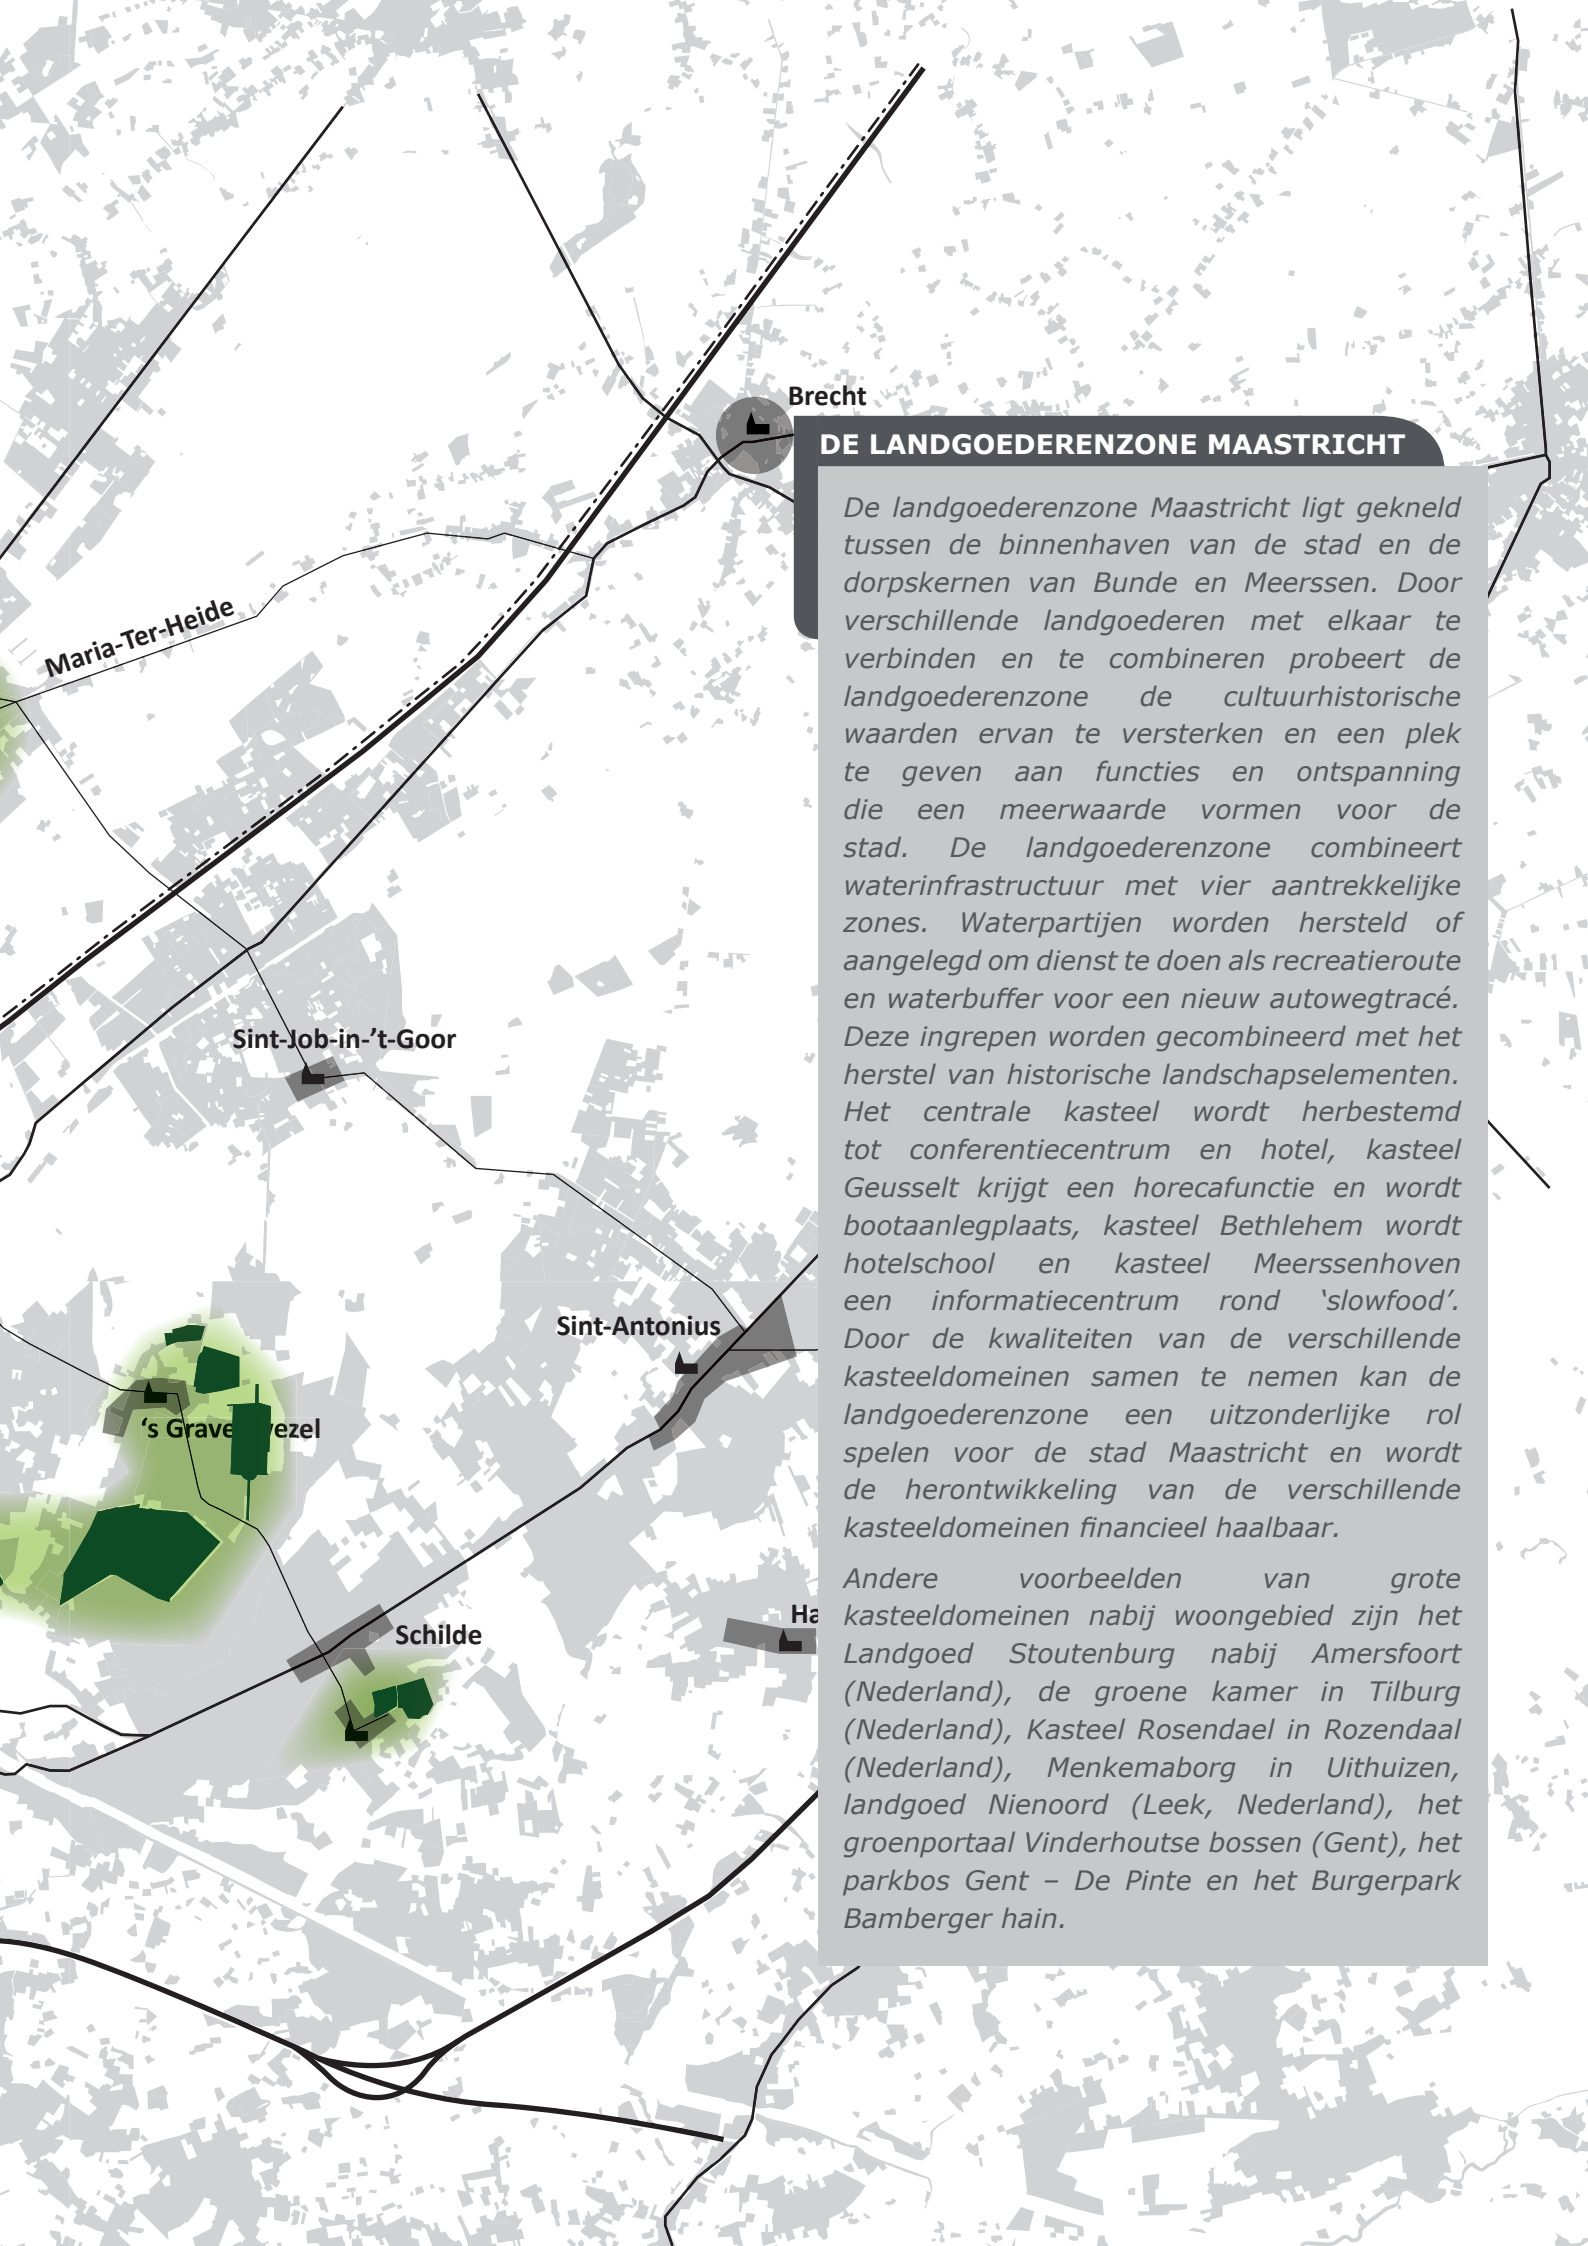 Brecht
DE LANDGOEDERENZONE MAASTRICHT
De landgoederenzone Maastricht ligt gekneld
tussen de binnenhaven van de stad en de
dorpskernen van Bunde en Meerssen. Door
verschillende landgoederen met elkaar te
verbinden en te combineren probeert de
landgoederenzone de cultuurhistorische
waarden ervan te versterken en een plek
te geven aan functies en ontspanning
die een meerwaarde vormen voor de
stad. De landgoederenzone combineert
waterinfrastructuur met vier aantrekkelijke
zones. Waterpartijen worden hersteld of
aangelegd om dienst te doen als recreatieroute
en waterbuffer voor een nieuw autowegtracé.
Deze ingrepen worden gecombineerd met het
herstel van historische landschapselementen.
Het centrale kasteel wordt herbestemd
tot conferentiecentrum en hotel, kasteel
Geusselt krijgt een horecafunctie en wordt
bootaanlegplaats, kasteel Bethlehem wordt
hotelschool en kasteel Meerssenhoven
een informatiecentrum rond ‘slowfood’.
Door de kwaliteiten van de verschillende
kasteeldomeinen samen te nemen kan de
landgoederenzone een uitzonderlijke rol
spelen voor de stad Maastricht en wordt
de herontwikkeling van de verschillende
kasteeldomeinen financieel haalbaar.
Andere voorbeelden van grote
kasteeldomeinen nabij woongebied zijn het
Landgoed Stoutenburg nabij Amersfoort
(Nederland), de groene kamer in Tilburg
(Nederland), Kasteel Rosendael in Rozendaal
(Nederland), Menkemaborg in Uithuizen,
landgoed Nienoord (Leek, Nederland), het
groenportaal Vinderhoutse bossen (Gent), het
parkbos Gent – De Pinte en het Burgerpark
Bamberger hain.
Maria-Ter-Heide
Sint-Job-in-’t-Goor
Sint-Antonius
‘s Grave
ezel
Schilde
Ha